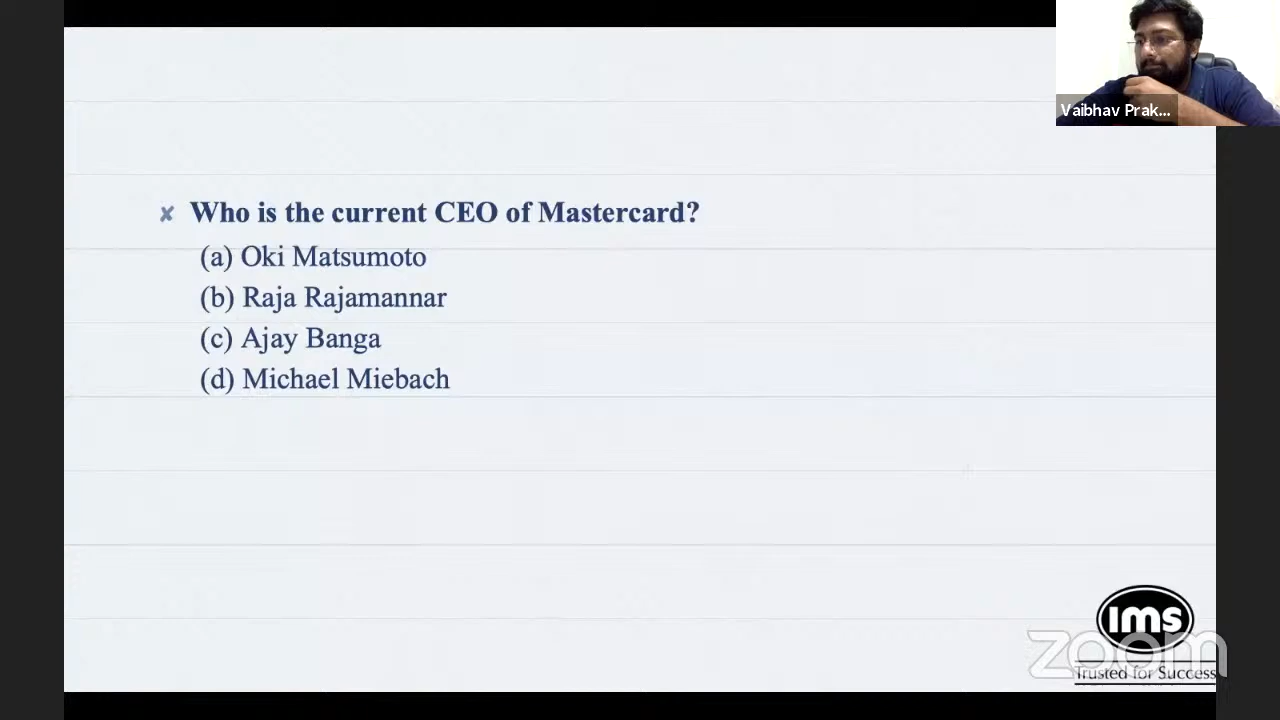 Vaibhav Prak...
✘ Who is the current CEO of Mastercard?
(a) Oki Matsumoto
(b) Raja Rajamannar
(c) Ajay Banga
(d) Michael Miebach
ims
zoom
Trusted for Success